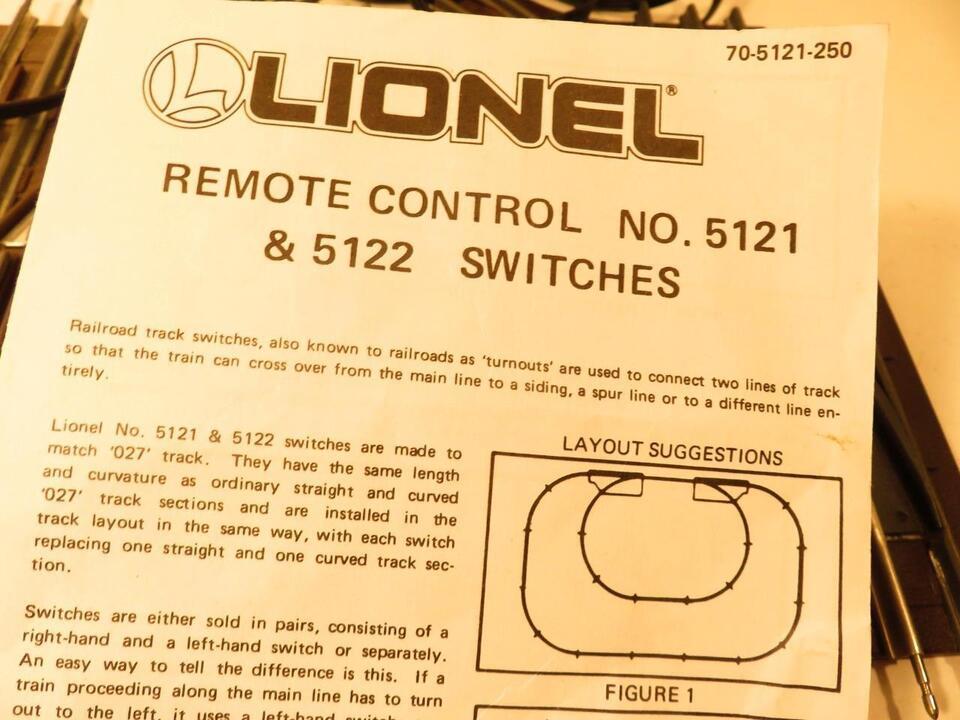 70-5121-250
LIONEL®
REMOTE CONTROL NO. 5121
& 5122 SWITCHES
Railroad track switches, also known to railroads as 'turnouts' are used to connect two lines of track
so that the train can cross over from the main line to a siding, a spur line or to a different line en-
tirely.
Lionel No. 5121 & 5122 switches are made to
match '027' track. They have the same length
and curvature as ordinary straight and curved
'027' track sections and are installed in the
track layout in the same way, with each switch
replacing one straight and one curved track sec-
tion.
Switches are either sold in pairs, consisting of a
right-hand and a left-hand switch or separately.
An easy way to tell the difference is this. If a
train proceeding along the main line has to turn
out to the left, it uses a left-hand switch
LAYOUT SUGGESTIONS
FIGURE 1